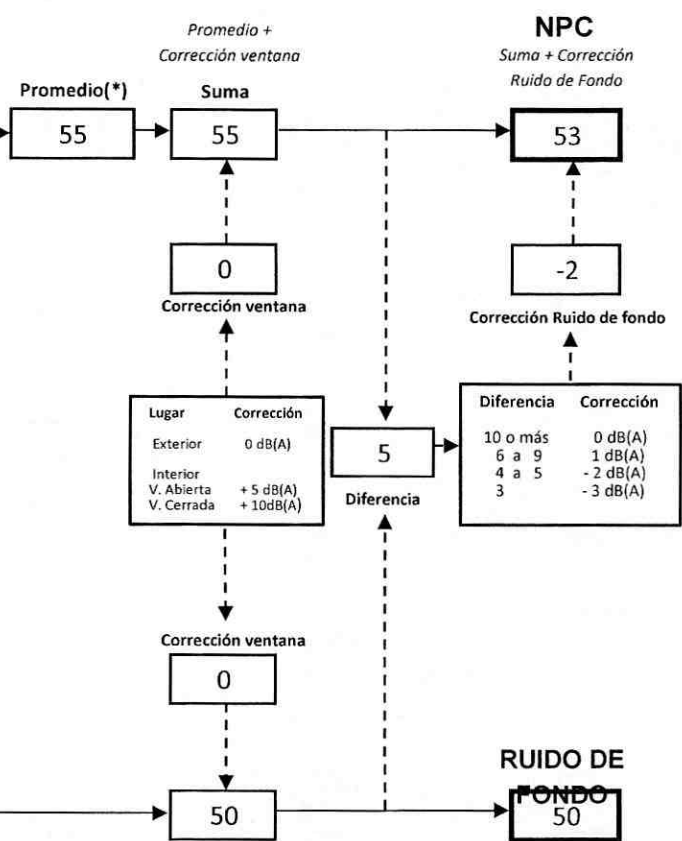 Promedio +
Corrección ventana
NPC
Suma + Corrección
Ruido de Fondo
Promedio(*)
Suma
55
55
53
0
-2
Corrección ventana
Corrección Ruido de fondo
Lugar Corrección
Exterior 0 dB(A)
Interior
V. Abierta + 5 dB(A)
V. Cerrada + 10dB(A)
5
Diferencia
Diferencia Corrección
10 o más 0 dB(A)
6 a 9 1 dB(A)
4 a 5 - 2 dB(A)
3 - 3 dB(A)
Corrección ventana
0
RUIDO DE
FONDO
50
50